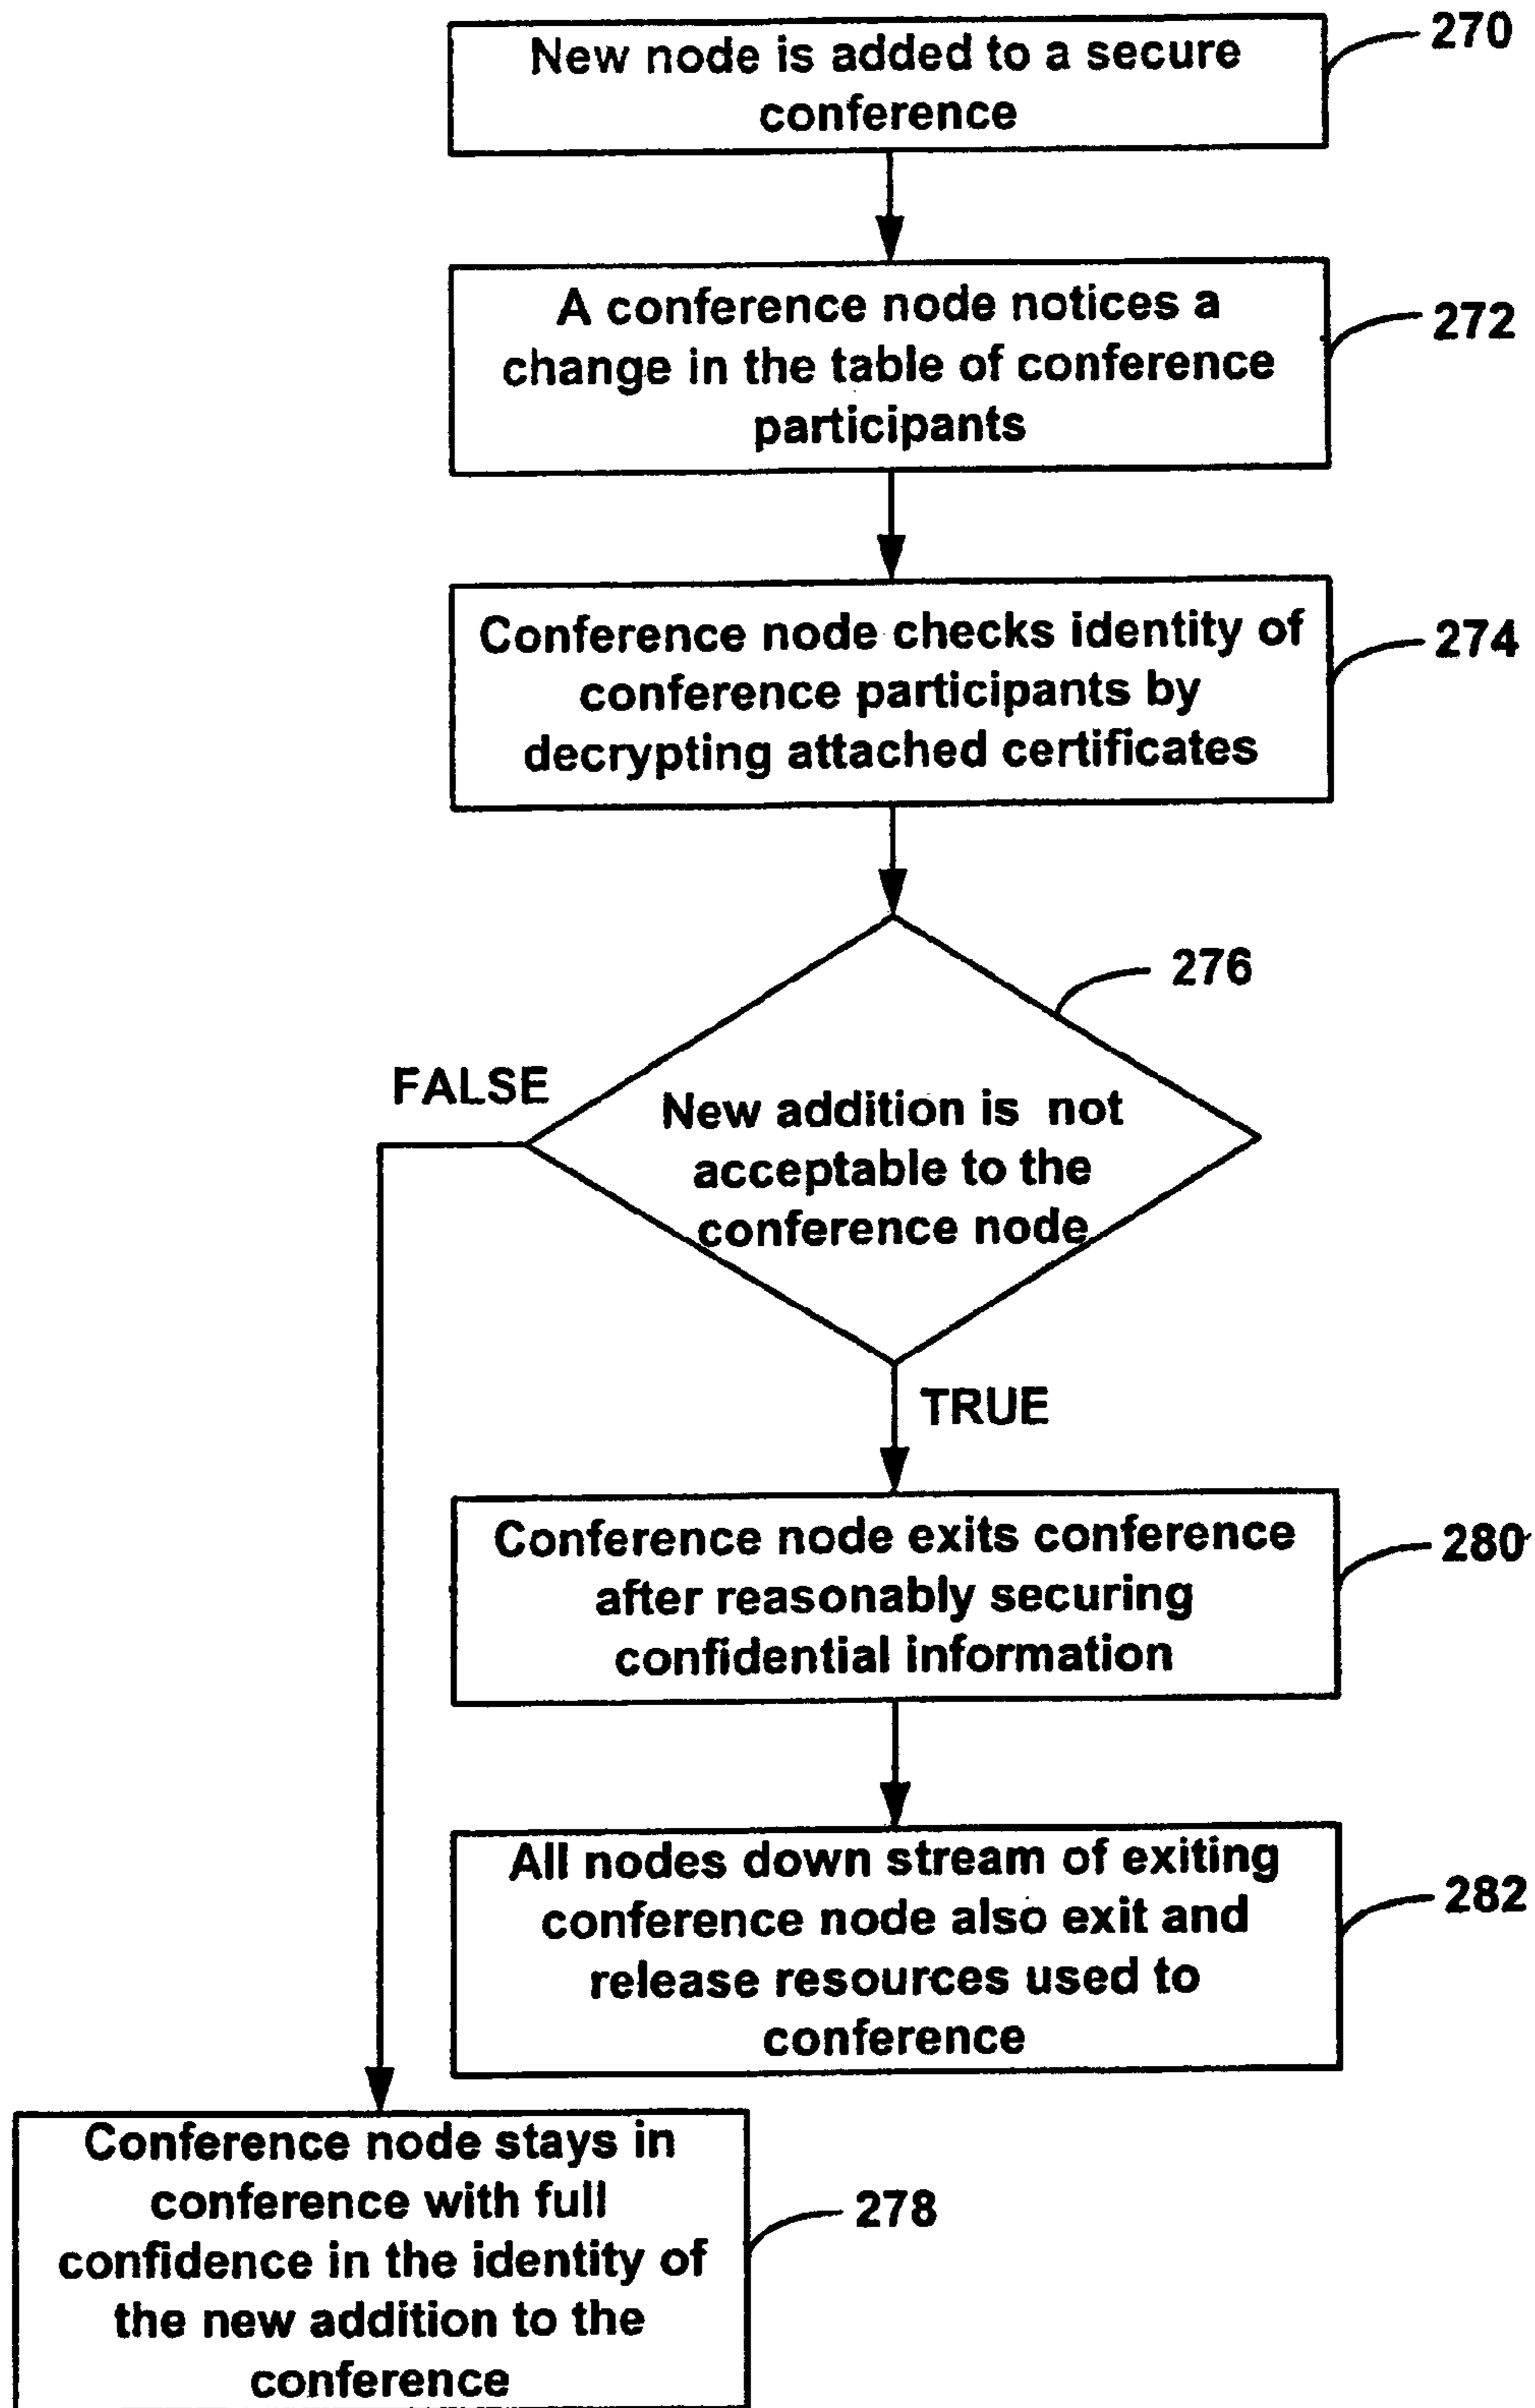 New node is added to a secure
conference
270
A conference node notices a
change in the table of conference
participants
272
Conference node checks identity of
conference participants by
decrypting attached certificates
274
276
FALSE
New addition is not
acceptable to the
conference node
TRUE
Conference node exits conference
after reasonably securing
confidential information
280
All nodes down stream of exiting
conference node also exit and
release resources used to
conference
282
Conference node stays in
conference with full
confidence in the identity of
the new addition to the
conference
278